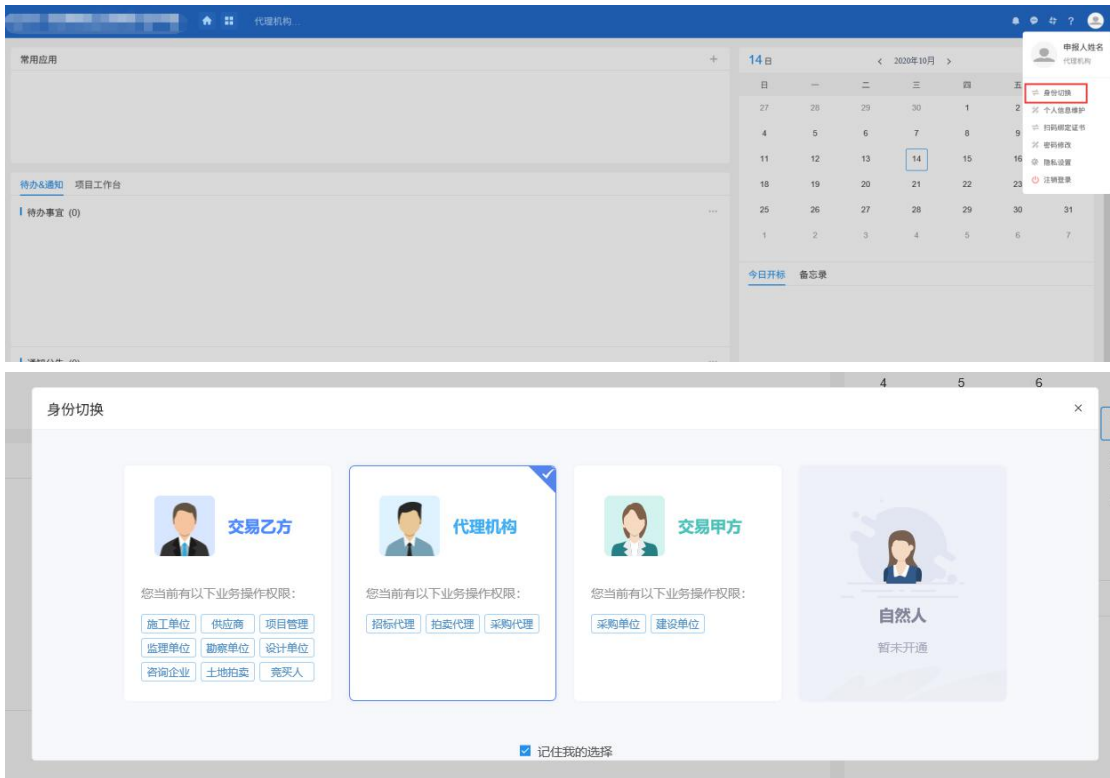 代理机构...
?
常用应用
+
14日
< 2020年10月 >
申报人姓名
代理机构
身份切换
个人信息维护
扫码绑定证书
密码修改
隐私设置
注销登录
日 一 二 三 四 五
27 28 29 30 1 2
4 5 6 7 8 9
11 12 13 14 15 16
18 19 20 21 22 23
25 26 27 28 29 30 31
1 2 3 4 5 6 7
待办&通知 项目工作台
待办事宜 (0)
...
今日开标 备忘录
通知公告 (0)
...
4 5 6
身份切换
×
交易乙方
您当前有以下业务操作权限：
施工单位 供应商 项目管理
监理单位 勘察单位 设计单位
咨询企业 土地拍卖 竞买人
代理机构
您当前有以下业务操作权限：
招标代理 拍卖代理 采购代理
交易甲方
您当前有以下业务操作权限：
采购单位 建设单位
自然人
暂未开通
记住我的选择